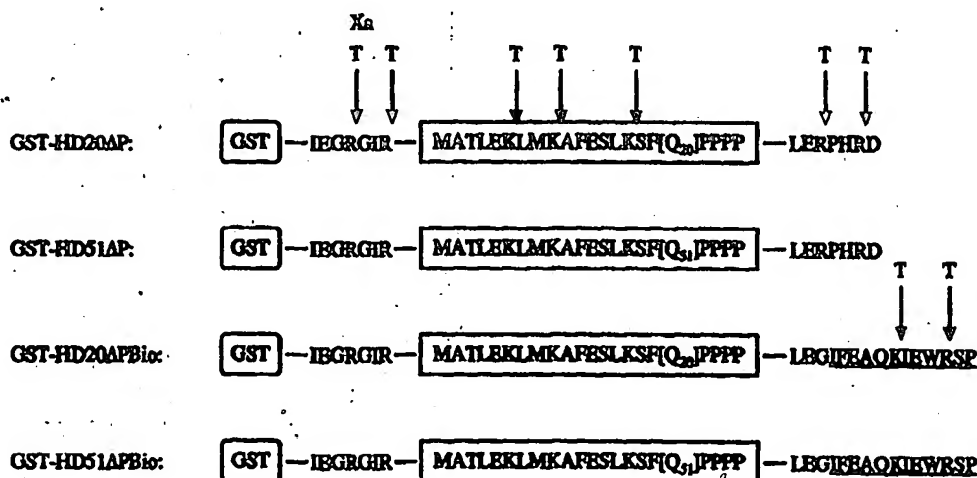 Xa
T T T T T T T
GST-HD20ΔP: GST IEGRGIR MATLEKLMKAFESLKSF[Q20]PPPP LERPHRD
GST-HD51ΔP: GST IEGRGIR MATLEKLMKAFESLKSF[Q51]PPPP LERPHRD
T T
GST-HD20ΔPBio: GST IEGRGIR MATLEKLMKAFESLKSF[Q20]PPPP LEGIFEAQKIEWRSP
GST-HD51ΔPBio: GST IEGRGIR MATLEKLMKAFESLKSF[Q51]PPPP LEGIFEAQKIEWRSP